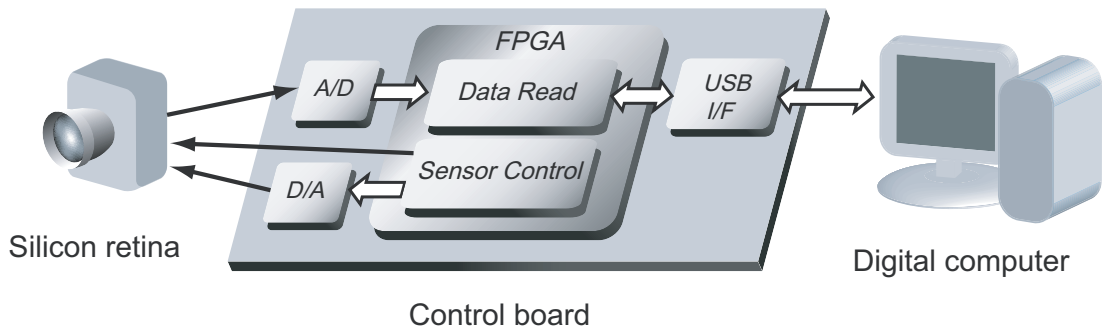 FPGA
A/D
Data Read
USB
I/F
Sensor Control
D/A
Silicon retina
Digital computer
Control board